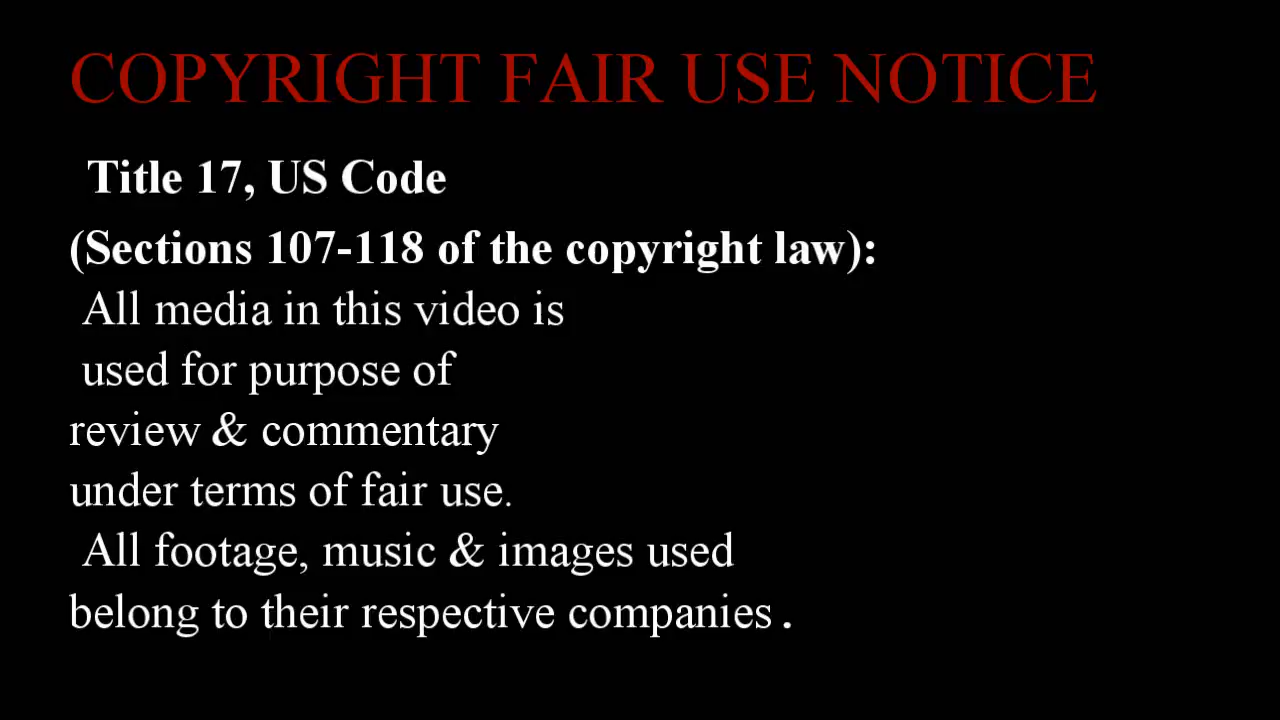 COPYRIGHT FAIR USE NOTICE
Title 17, US Code
(Sections 107-118 of the copyright law):
All media in this video is
used for purpose of
review & commentary
under terms of fair use.
All footage, music & images used
belong to their respective companies .